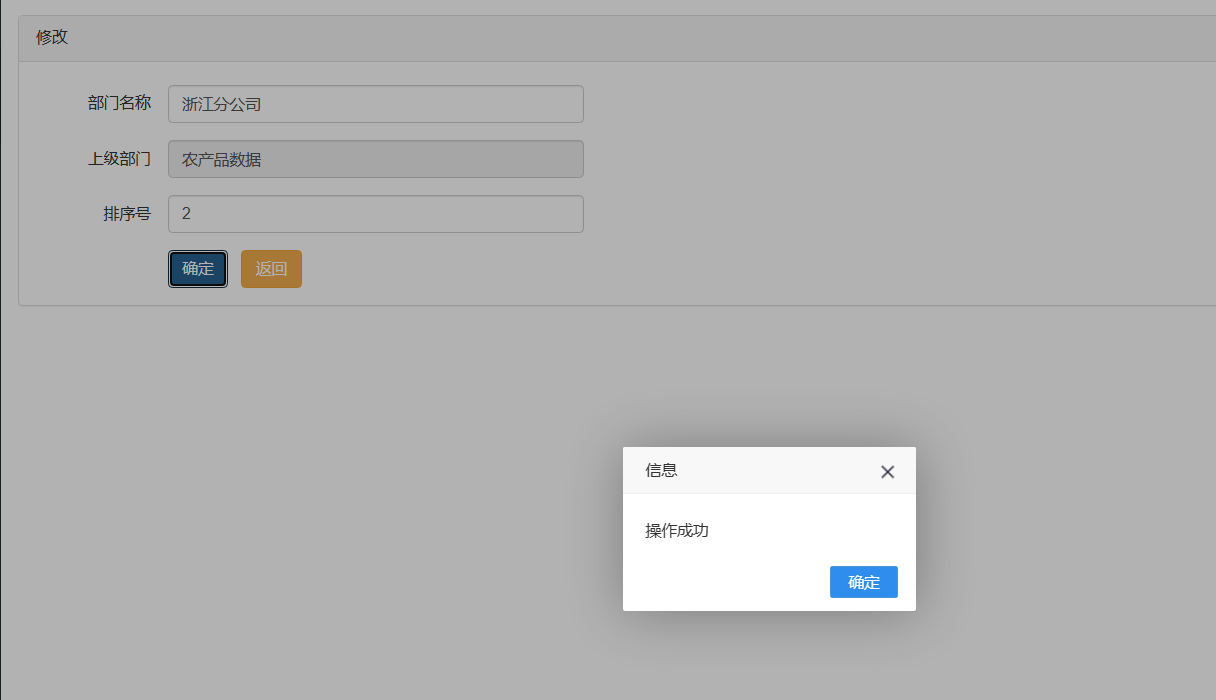 修改
部门名称 浙江分公司
上级部门 农产品数据
排序号 2
确定 返回
信息
操作成功
确定